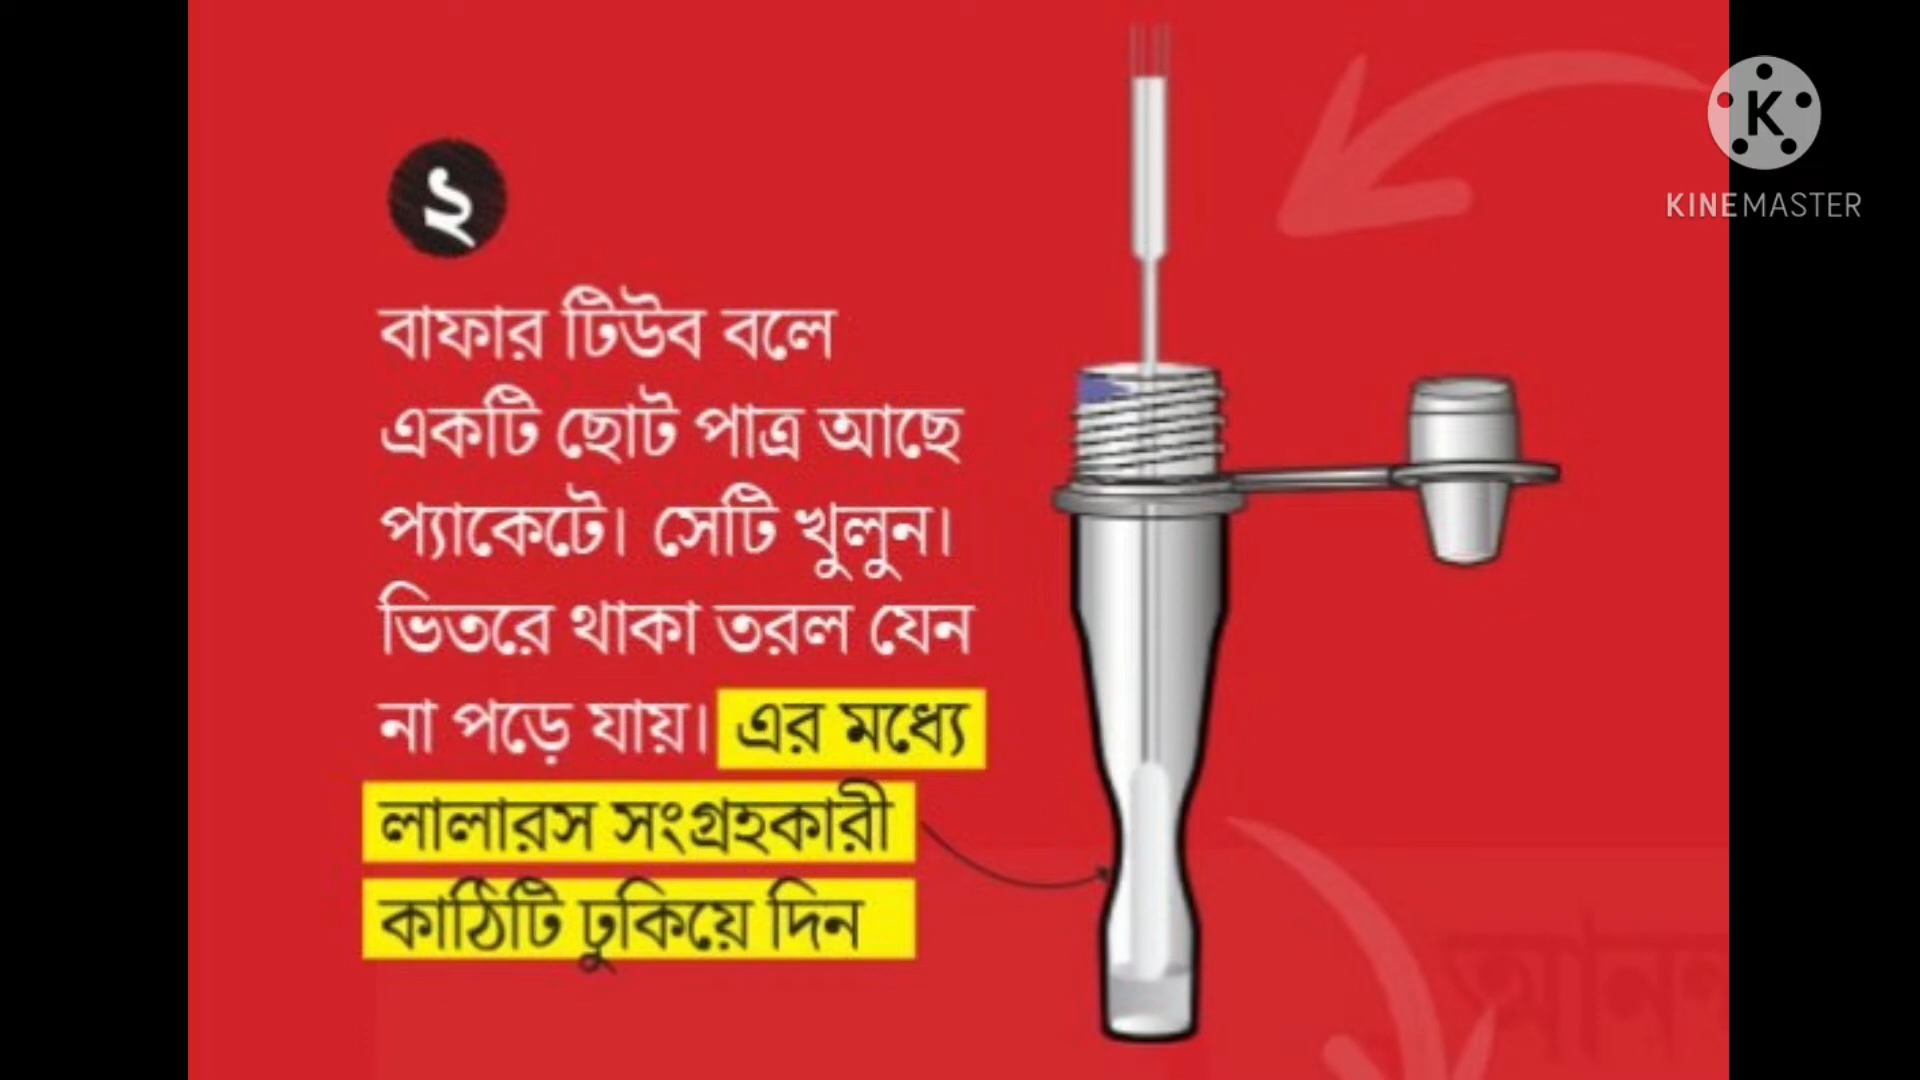 ২
বাফার টিউব বলে
একটি ছোট পাত্র আছে
প্যাকেটে। সেটি খুলুন।
ভিতরে থাকা তরল যেন
না পড়ে যায়। এর মধ্যে
লালারস সংগ্রহকারী
কাঠিটি ঢুকিয়ে দিন
K
KINEMASTER